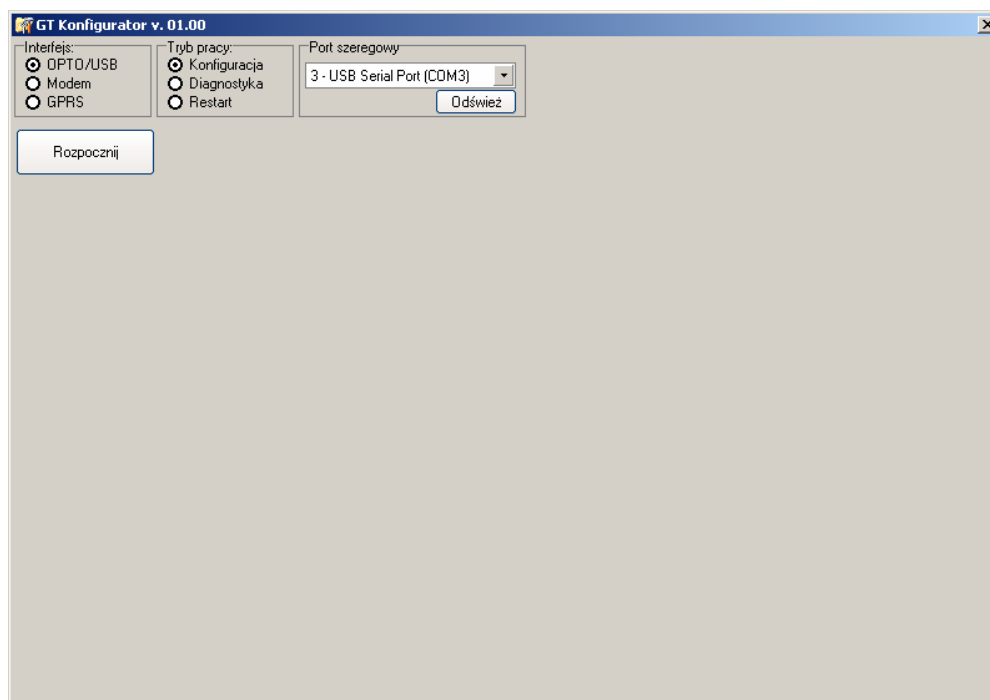 GT Konfigurator v. 01.00
Interfejs:
OPTO/USB
Modem
GPRS
Tryb pracy:
Konfiguracja
Diagnostyka
Restart
Port szeregowy
3 - USB Serial Port (COM3)
Odśwież
Rozpocznij